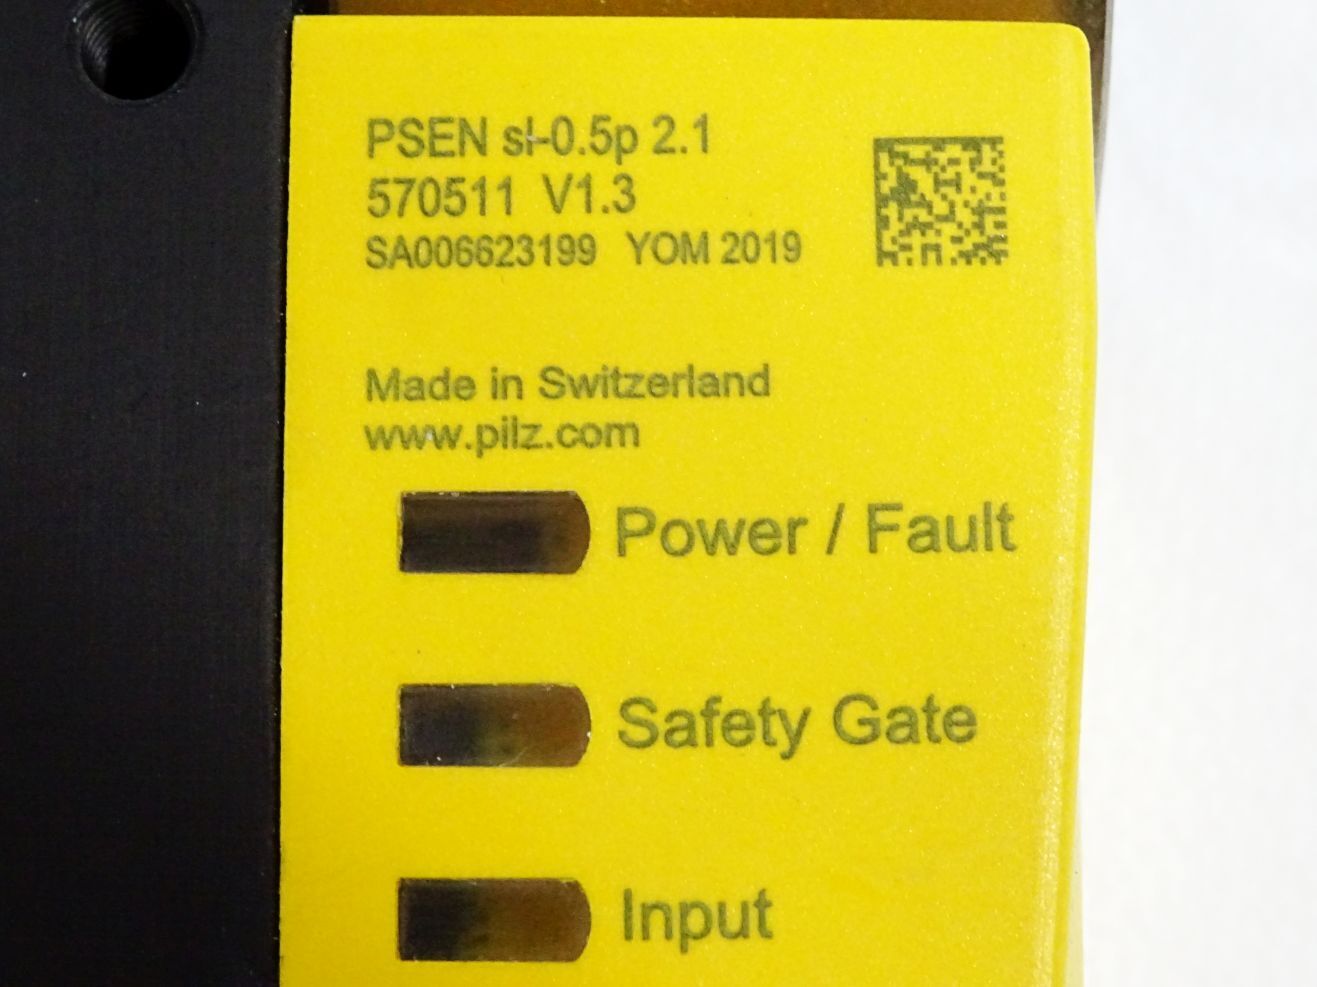 PSEN sl-0.5p 2.1
570511 V1.3
SA006623199 YOM 2019
Made in Switzerland
www.pilz.com
Power / Fault
Safety Gate
Input